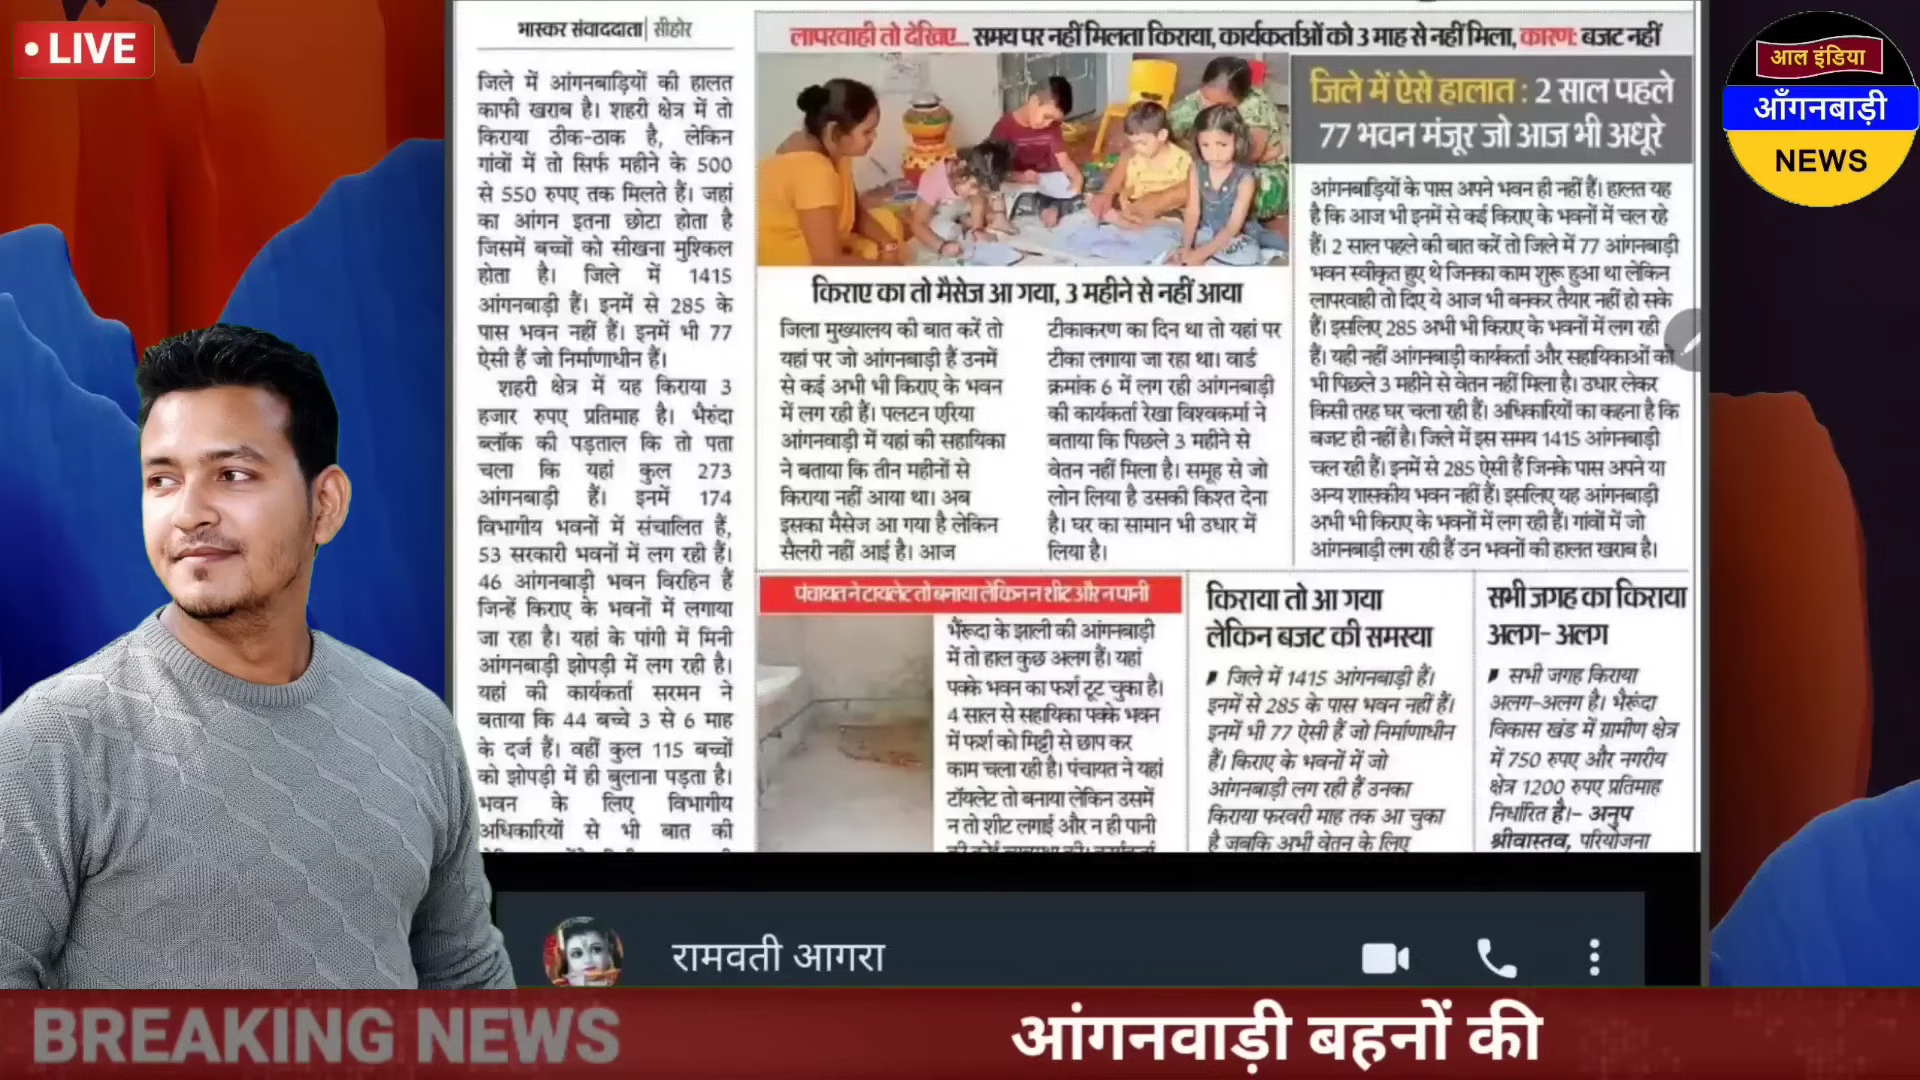 • LIVE
भास्कर संवाददाता | सीहोर
जिले में आंगनबाड़ियों की हालत
काफी खराब है। शहरी क्षेत्र में तो
किराया ठीक-ठाक है, लेकिन
गांवों में तो सिर्फ महीने के 500
से 550 रुपए तक मिलते हैं। जहां
का आंगन इतना छोटा होता है
जिसमें बच्चों को सीखना मुश्किल
होता है। जिले में 1415
आंगनबाड़ी हैं। इनमें से 285 के
पास भवन नहीं हैं। इनमें भी 77
ऐसी हैं जो निर्माणाधीन हैं।
शहरी क्षेत्र में यह किराया 3
हजार रुपए प्रतिमाह है। भैरुंदा
ब्लॉक की पड़ताल कि तो पता
चला कि यहां कुल 273
आंगनबाड़ी हैं। इनमें 174
विभागीय भवनों में संचालित हैं,
53 सरकारी भवनों में लग रही हैं।
46 आंगनबाड़ी भवन विरहिन हैं
जिन्हें किराए के भवनों में लगाया
जा रहा है। यहां के पांगी में मिनी
आंगनबाड़ी झोपड़ी में लग रही है।
यहां की कार्यकर्ता सरमन ने
बताया कि 44 बच्चे 3 से 6 माह
के दर्ज हैं। वहीं कुल 115 बच्चों
को झोपड़ी में ही बुलाना पड़ता है।
भवन के लिए विभागीय
अधिकारियों से भी बात की
लापरवाही तो देखिए... समय पर नहीं मिलता किराया, कार्यकर्ताओं को 3 माह से नहीं मिला, कारण: बजट नहीं
किराए का तो मैसेज आ गया, 3 महीने से नहीं आया
जिला मुख्यालय की बात करें तो
यहां पर जो आंगनबाड़ी हैं उनमें
से कई अभी भी किराए के भवन
में लग रही हैं। पलटन एरिया
आंगनवाड़ी में यहां की सहायिका
ने बताया कि तीन महीनों से
किराया नहीं आया था। अब
इसका मैसेज आ गया है लेकिन
सैलरी नहीं आई है। आज
टीकाकरण का दिन था तो यहां पर
टीका लगाया जा रहा था। वार्ड
क्रमांक 6 में लग रही आंगनबाड़ी
की कार्यकर्ता रेखा विश्वकर्मा ने
बताया कि पिछले 3 महीने से
वेतन नहीं मिला है। समूह से जो
लोन लिया है उसकी किश्त देना
है। घर का सामान भी उधार में
लिया है।
जिले में ऐसे हालात : 2 साल पहले
77 भवन मंजूर जो आज भी अधूरे
आंगनबाड़ियों के पास अपने भवन ही नहीं हैं। हालत यह
है कि आज भी इनमें से कई किराए के भवनों में चल रहे
हैं। 2 साल पहले की बात करें तो जिले में 77 आंगनबाड़ी
भवन स्वीकृत हुए थे जिनका काम शुरू हुआ था लेकिन
लापरवाही तो दिए ये आज भी बनकर तैयार नहीं हो सके
हैं। इसलिए 285 अभी भी किराए के भवनों में लग रही
हैं। यही नहीं आंगनबाड़ी कार्यकर्ता और सहायिकाओं को
भी पिछले 3 महीने से वेतन नहीं मिला है। उधार लेकर
किसी तरह घर चला रही हैं। अधिकारियों का कहना है कि
बजट ही नहीं है। जिले में इस समय 1415 आंगनबाड़ी
चल रही हैं। इनमें से 285 ऐसी हैं जिनके पास अपने या
अन्य शासकीय भवन नहीं हैं। इसलिए यह आंगनबाड़ी
अभी भी किराए के भवनों में लग रही हैं। गांवों में जो
आंगनबाड़ी लग रही हैं उन भवनों की हालत खराब है।
पंचायत ने टायलेट तो बनाया लेकिन न शीट और न पानी
भैंरूदा के झाली की आंगनबाड़ी
में तो हाल कुछ अलग हैं। यहां
पक्के भवन का फर्श टूट चुका है।
4 साल से सहायिका पक्के भवन
में फर्श को मिट्टी से छाप कर
काम चला रही है। पंचायत ने यहां
टॉयलेट तो बनाया लेकिन उसमें
न तो शीट लगाई और न ही पानी
किराया तो आ गया
लेकिन बजट की समस्या
जिले में 1415 आंगनबाड़ी हैं।
इनमें से 285 के पास भवन नहीं हैं।
इनमें भी 77 ऐसी हैं जो निर्माणाधीन
हैं। किराए के भवनों में जो
आंगनबाड़ी लग रही हैं उनका
किराया फरवरी माह तक आ चुका
है जबकि अभी वेतन के लिए
सभी जगह का किराया
अलग- अलग
सभी जगह किराया
अलग-अलग है। भैरूंदा
विकास खंड में ग्रामीण क्षेत्र
में 750 रुपए और नगरीय
क्षेत्र 1200 रुपए प्रतिमाह
निर्धारित है।- अनुप
श्रीवास्तव, परियोजना
आल इंडिया
आँगनबाड़ी
NEWS
रामवती आगरा
BREAKING NEWS
आंगनवाड़ी बहनों की